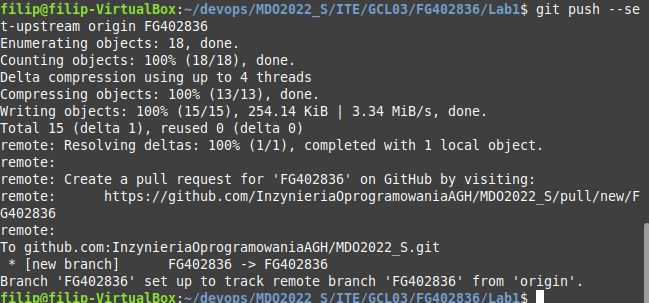 filip@filip-VirtualBox:~/devops/MDO2022_S/ITE/GCL03/FG402836/Lab1$ git push --se
t-upstream origin FG402836
Enumerating objects: 18, done.
Counting objects: 100% (18/18), done.
Delta compression using up to 4 threads
Compressing objects: 100% (13/13), done.
Writing objects: 100% (15/15), 254.14 KiB | 3.34 MiB/s, done.
Total 15 (delta 1), reused 0 (delta 0)
remote: Resolving deltas: 100% (1/1), completed with 1 local object.
remote:
remote: Create a pull request for 'FG402836' on GitHub by visiting:
remote:      https://github.com/InzynieriaOprogramowaniaAGH/MDO2022_S/pull/new/F
G402836
remote:
To github.com:InzynieriaOprogramowaniaAGH/MDO2022_S.git
 * [new branch]      FG402836 -> FG402836
Branch 'FG402836' set up to track remote branch 'FG402836' from 'origin'.
filip@filip-VirtualBox:~/devops/MDO2022_S/ITE/GCL03/FG402836/Lab1$